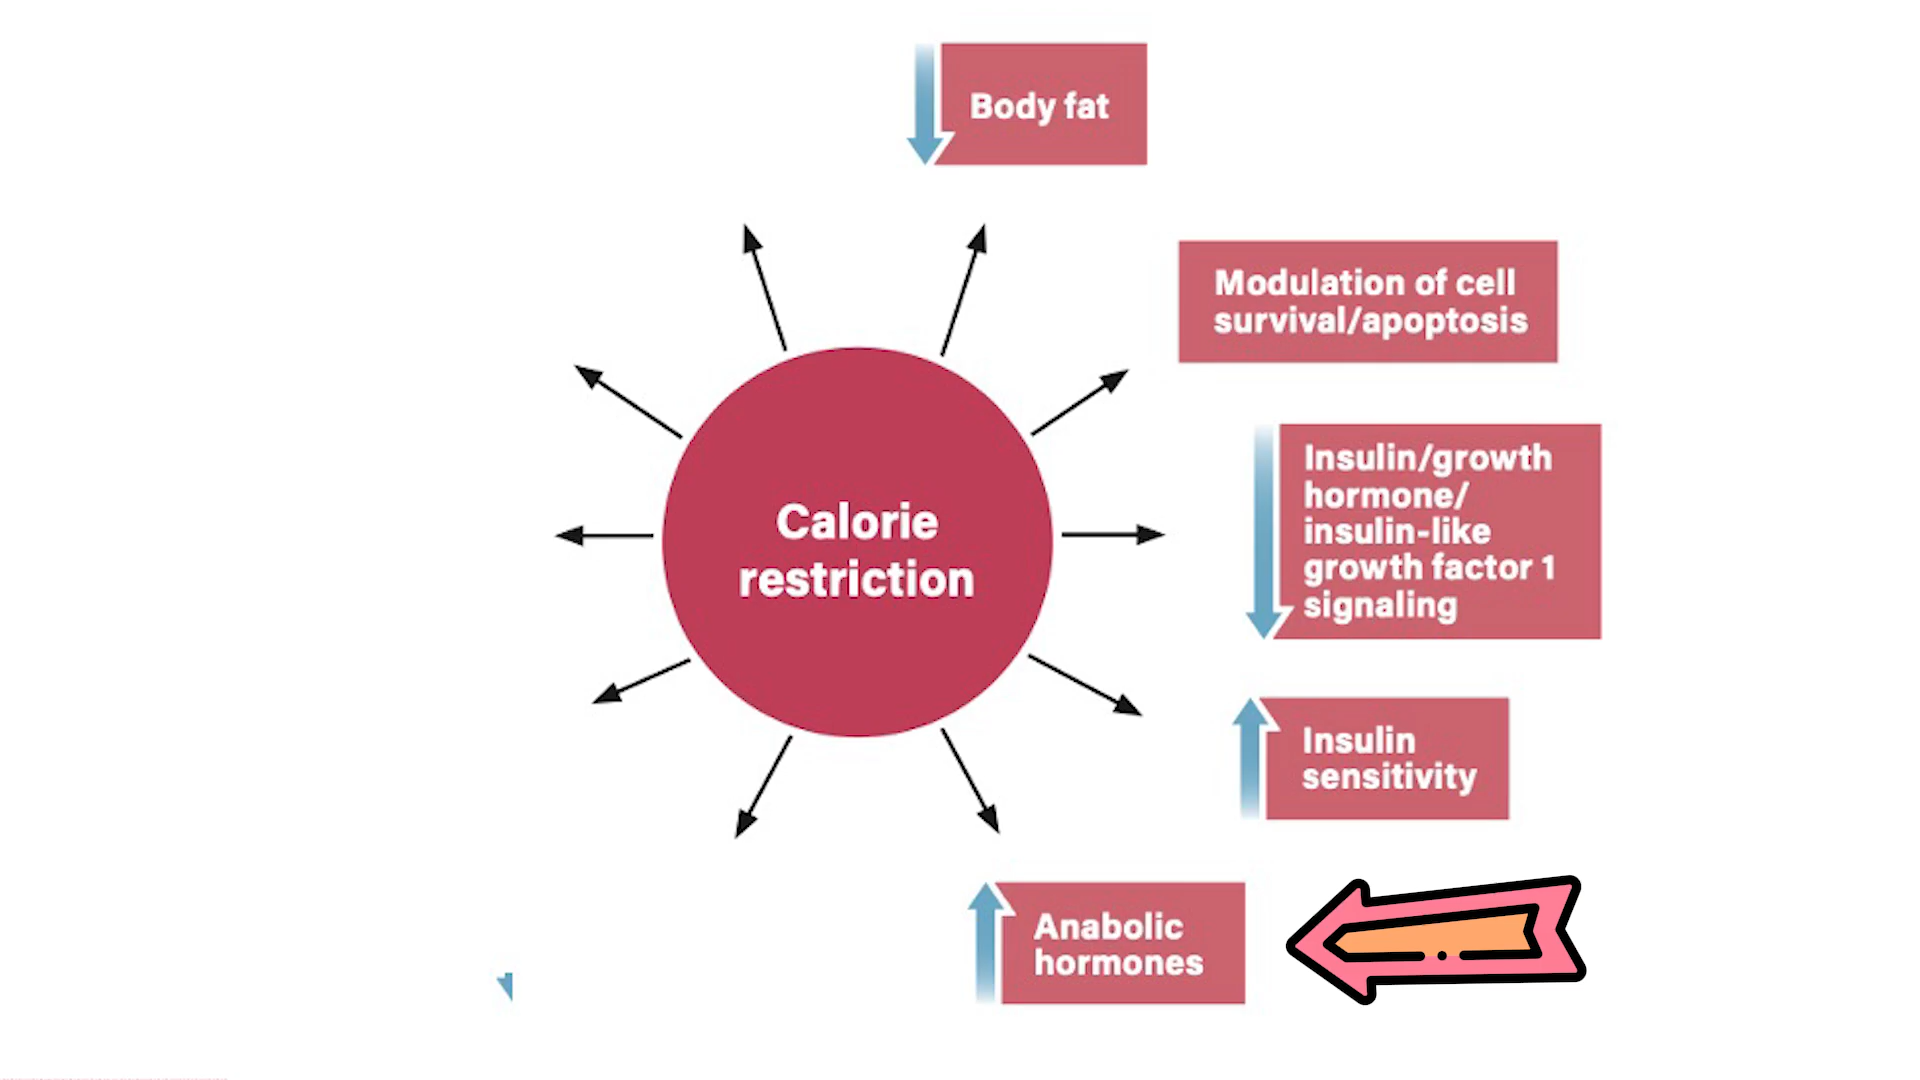 Body fat
Modulation of cell
survival/apoptosis
Insulin/growth
hormone/
insulin-like
growth factor 1
signaling
Calorie
restriction
Insulin
sensitivity
Anabolic
hormones